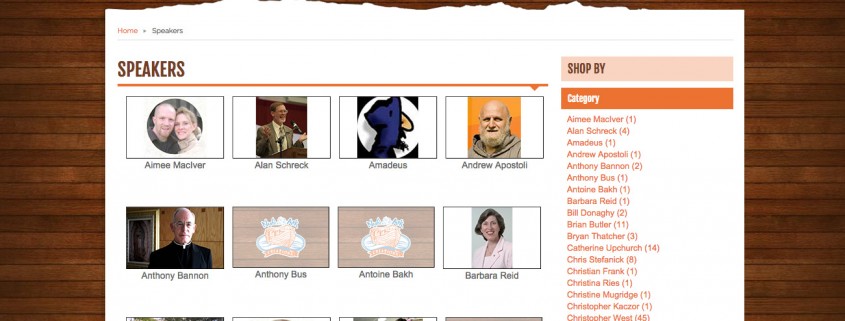 Home » Speakers
SPEAKERS
Aimee MacIver
Alan Schreck
Amadeus
Andrew Apostoli
Anthony Bannon
Anthony Bus
Antoine Bakh
Barbara Reid
SHOP BY
Category
Aimee MacIver (1)
Alan Schreck (4)
Amadeus (1)
Andrew Apostoli (1)
Anthony Bannon (2)
Anthony Bus (1)
Antoine Bakh (1)
Barbara Reid (1)
Bill Donaghy (2)
Brian Butler (11)
Bryan Thatcher (3)
Catherine Upchurch (14)
Chris Stefanick (8)
Christian Frank (1)
Christina Ries (1)
Christine Mugridge (1)
Christopher Kaczor (1)
Christopher West (45)